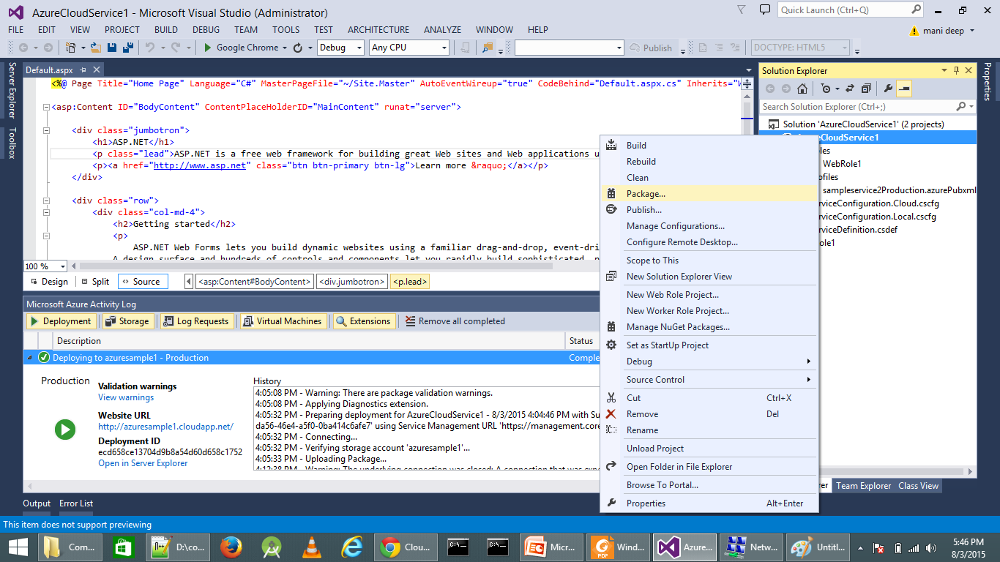 AzureCloudService1 - Microsoft Visual Studio (Administrator)
Quick Launch (Ctrl+Q)
FILE EDIT VIEW PROJECT BUILD DEBUG TEAM TOOLS TEST ARCHITECTURE ANALYZE WINDOW HELP
mani deep
Google Chrome Debug Any CPU Publish DOCTYPE: HTML5
Server Explorer
Toolbox
Default.aspx
<%@ Page Title="Home Page" Language="C#" MasterPageFile="~/Site.Master" AutoEventWireup="true" CodeBehind="Default.aspx.cs" Inherits="W
<asp:Content ID="BodyContent" ContentPlaceHolderID="MainContent" runat="server">
<div class="jumbotron">
<h1>ASP.NET</h1>
<p class="lead">ASP.NET is a free web framework for building great Web sites and Web applications u
<p><a href="http://www.asp.net" class="btn btn-primary btn-lg">Learn more &raquo;</a></p>
</div>
<div class="row">
<div class="col-md-4">
<h2>Getting started</h2>
<p>
ASP.NET Web Forms lets you build dynamic websites using a familiar drag-and-drop, event-dri
A design surface and hundreds of controls and components let you rapidly build sophisticated, p
100 %
Design Split Source <asp:Content#BodyContent> <div.jumbotron> <p.lead>
Microsoft Azure Activity Log
Deployment Storage Log Requests Virtual Machines Extensions Remove all completed
Description Status
Deploying to azuresample1 - Production Comple
Production
Validation warnings
View warnings
Website URL
http://azuresample1.cloudapp.net/
Deployment ID
ecd658ce13704d9b8a54d60d658c1752
Open in Server Explorer
History
4:05:08 PM - Warning: There are package validation warnings.
4:05:08 PM - Applying Diagnostics extension.
4:05:32 PM - Preparing deployment for AzureCloudService1 - 8/3/2015 4:04:46 PM with Su
da56-46e4-a5f0-0ba414c6afe7' using Service Management URL 'https://management.core
4:05:32 PM - Connecting...
4:05:32 PM - Verifying storage account 'azuresample1'...
4:05:33 PM - Uploading Package...
4:12:38 PM - Warning: The underlying connection was closed: A connection that was expe
Build
Rebuild
Clean
Package...
Publish...
Manage Configurations...
Configure Remote Desktop...
Scope to This
New Solution Explorer View
New Web Role Project...
New Worker Role Project...
Manage NuGet Packages...
Set as StartUp Project
Debug
Source Control
Cut Ctrl+X
Remove Del
Rename
Unload Project
Open Folder in File Explorer
Browse To Portal...
Properties Alt+Enter
Solution Explorer
Search Solution Explorer (Ctrl+;)
Solution 'AzureCloudService1' (2 projects)
eCloudService1
les
WebRole1
ofiles
sampleservice2Production.azurePubxml
rviceConfiguration.Cloud.cscfg
rviceConfiguration.Local.cscfg
rviceDefinition.csdef
ole1
rer Team Explorer Class View
Properties
Output Error List
This item does not support previewing
Com... D:\co... Clou... Micr... Wind... Azure... Netw... Untitl...
5:46 PM
8/3/2015